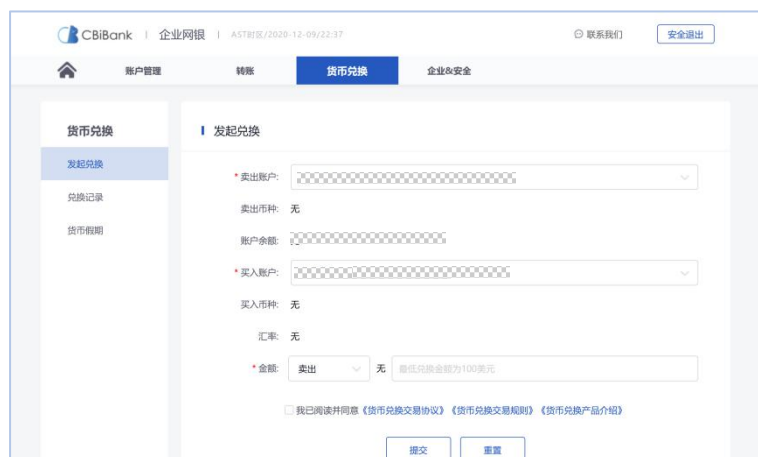 CBiBank | 企业网银 | AST时区/2020-12-09/22:37 联系我们 安全退出
账户管理 转账 货币兑换 企业&安全
货币兑换
发起兑换
兑换记录
货币假期
发起兑换
* 卖出账户:
卖出币种: 无
账户余额:
* 买入账户:
买入币种: 无
汇率: 无
* 金额: 卖出 无 最低兑换金额为100美元
我已阅读并同意《货币兑换交易协议》《货币兑换交易规则》《货币兑换产品介绍》
提交 重置